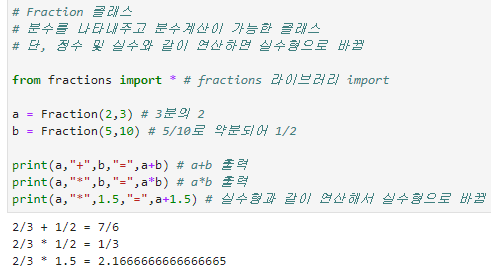 # Fraction 클래스
# 분수를 나타내주고 분수계산이 가능한 클래스
# 단, 정수 및 실수와 같이 연산하면 실수형으로 바뀜
from fractions import * # fractions 라이브러리 import
a = Fraction(2,3) # 3분의 2
b = Fraction(5,10) # 5/10로 약분되어 1/2
print(a,"+",b,"=",a+b) # a+b 출력
print(a,"*",b,"=",a*b) # a*b 출력
print(a,"*",1.5,"=",a+1.5) # 실수형과 같이 연산해서 실수형으로 바뀜
2/3 + 1/2 = 7/6
2/3 * 1/2 = 1/3
2/3 * 1.5 = 2.1666666666666665